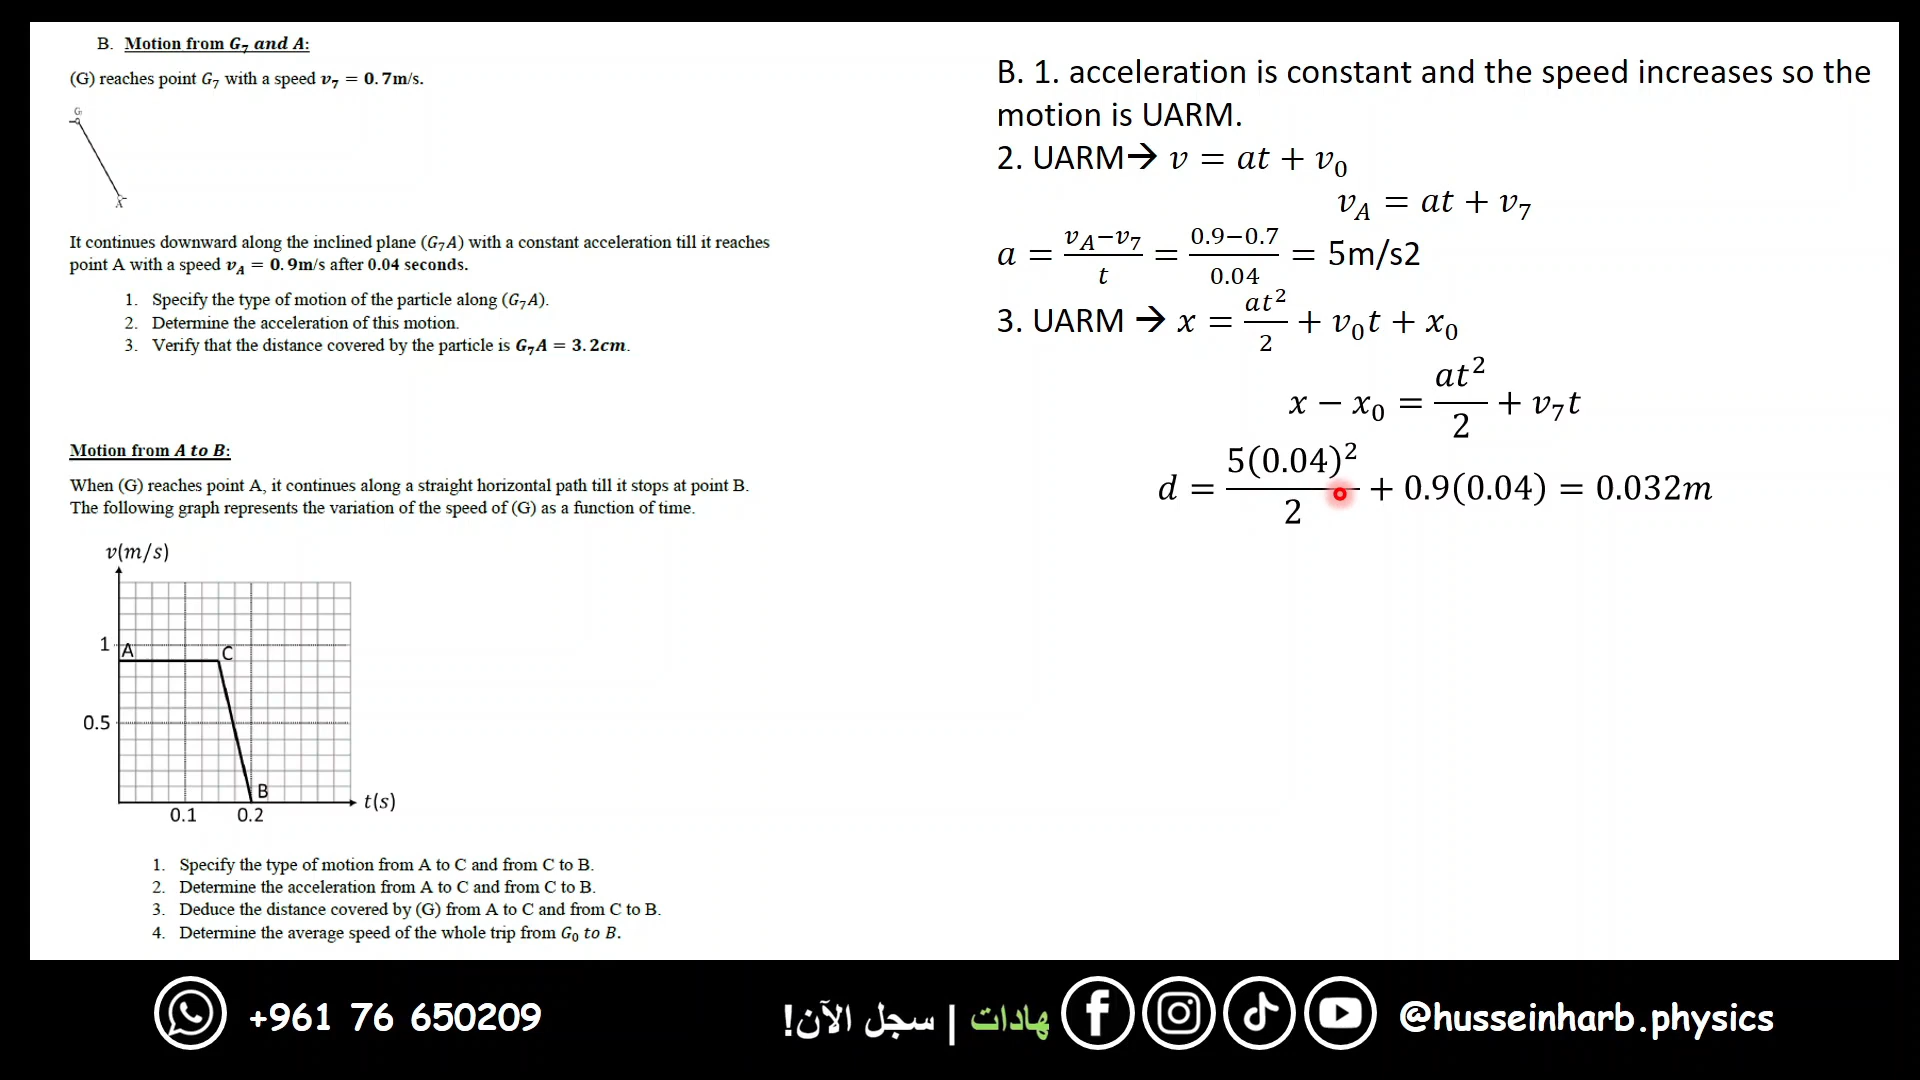 B. Motion from G₇ and A:
(G) reaches point G₇ with a speed v₇ = 0.7m/s.
G
A
It continues downward along the inclined plane (G₇A) with a constant acceleration till it reaches
point A with a speed v_A = 0.9m/s after 0.04 seconds.
1. Specify the type of motion of the particle along (G₇A).
2. Determine the acceleration of this motion.
3. Verify that the distance covered by the particle is G₇A = 3.2cm.
Motion from A to B:
When (G) reaches point A, it continues along a straight horizontal path till it stops at point B.
The following graph represents the variation of the speed of (G) as a function of time.
v(m/s)
1
A
C
0.5
B
t(s)
0.1 0.2
1. Specify the type of motion from A to C and from C to B.
2. Determine the acceleration from A to C and from C to B.
3. Deduce the distance covered by (G) from A to C and from C to B.
4. Determine the average speed of the whole trip from G₀ to B.
B. 1. acceleration is constant and the speed increases so the
motion is UARM.
2. UARM→ v = at + v₀
v_A = at + v₇
a = (v_A−v₇)/t = (0.9−0.7)/0.04 = 5m/s2
3. UARM → x = at²/2 + v₀t + x₀
x − x₀ = at²/2 + v₇t
d = 5(0.04)²/2 + 0.9(0.04) = 0.032m
+961 76 650209
هادات | سجل الآن!
@husseinharb.physics